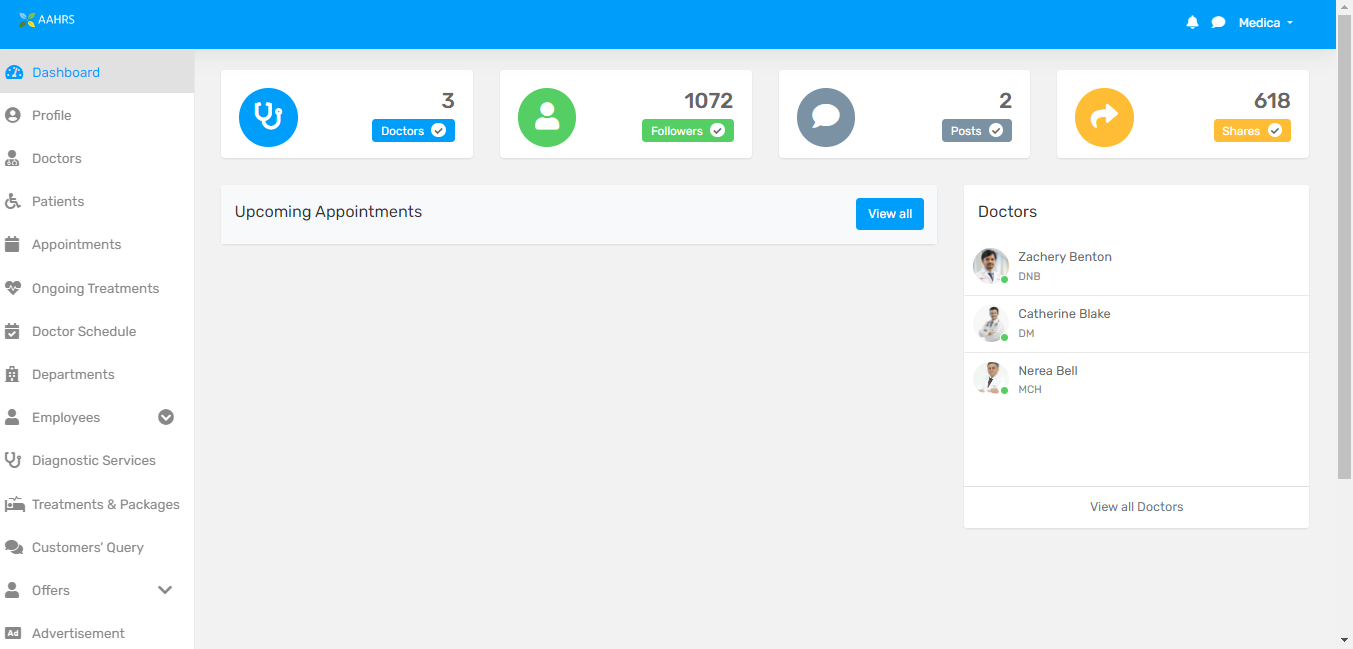 AAHRS
Medica
Dashboard
Profile
Doctors
Patients
Appointments
Ongoing Treatments
Doctor Schedule
Departments
Employees
Diagnostic Services
Treatments & Packages
Customers' Query
Offers
Ad Advertisement
3
Doctors
1072
Followers
2
Posts
618
Shares
Upcoming Appointments
View all
Doctors
Zachery Benton
DNB
Catherine Blake
DM
Nerea Bell
MCH
View all Doctors